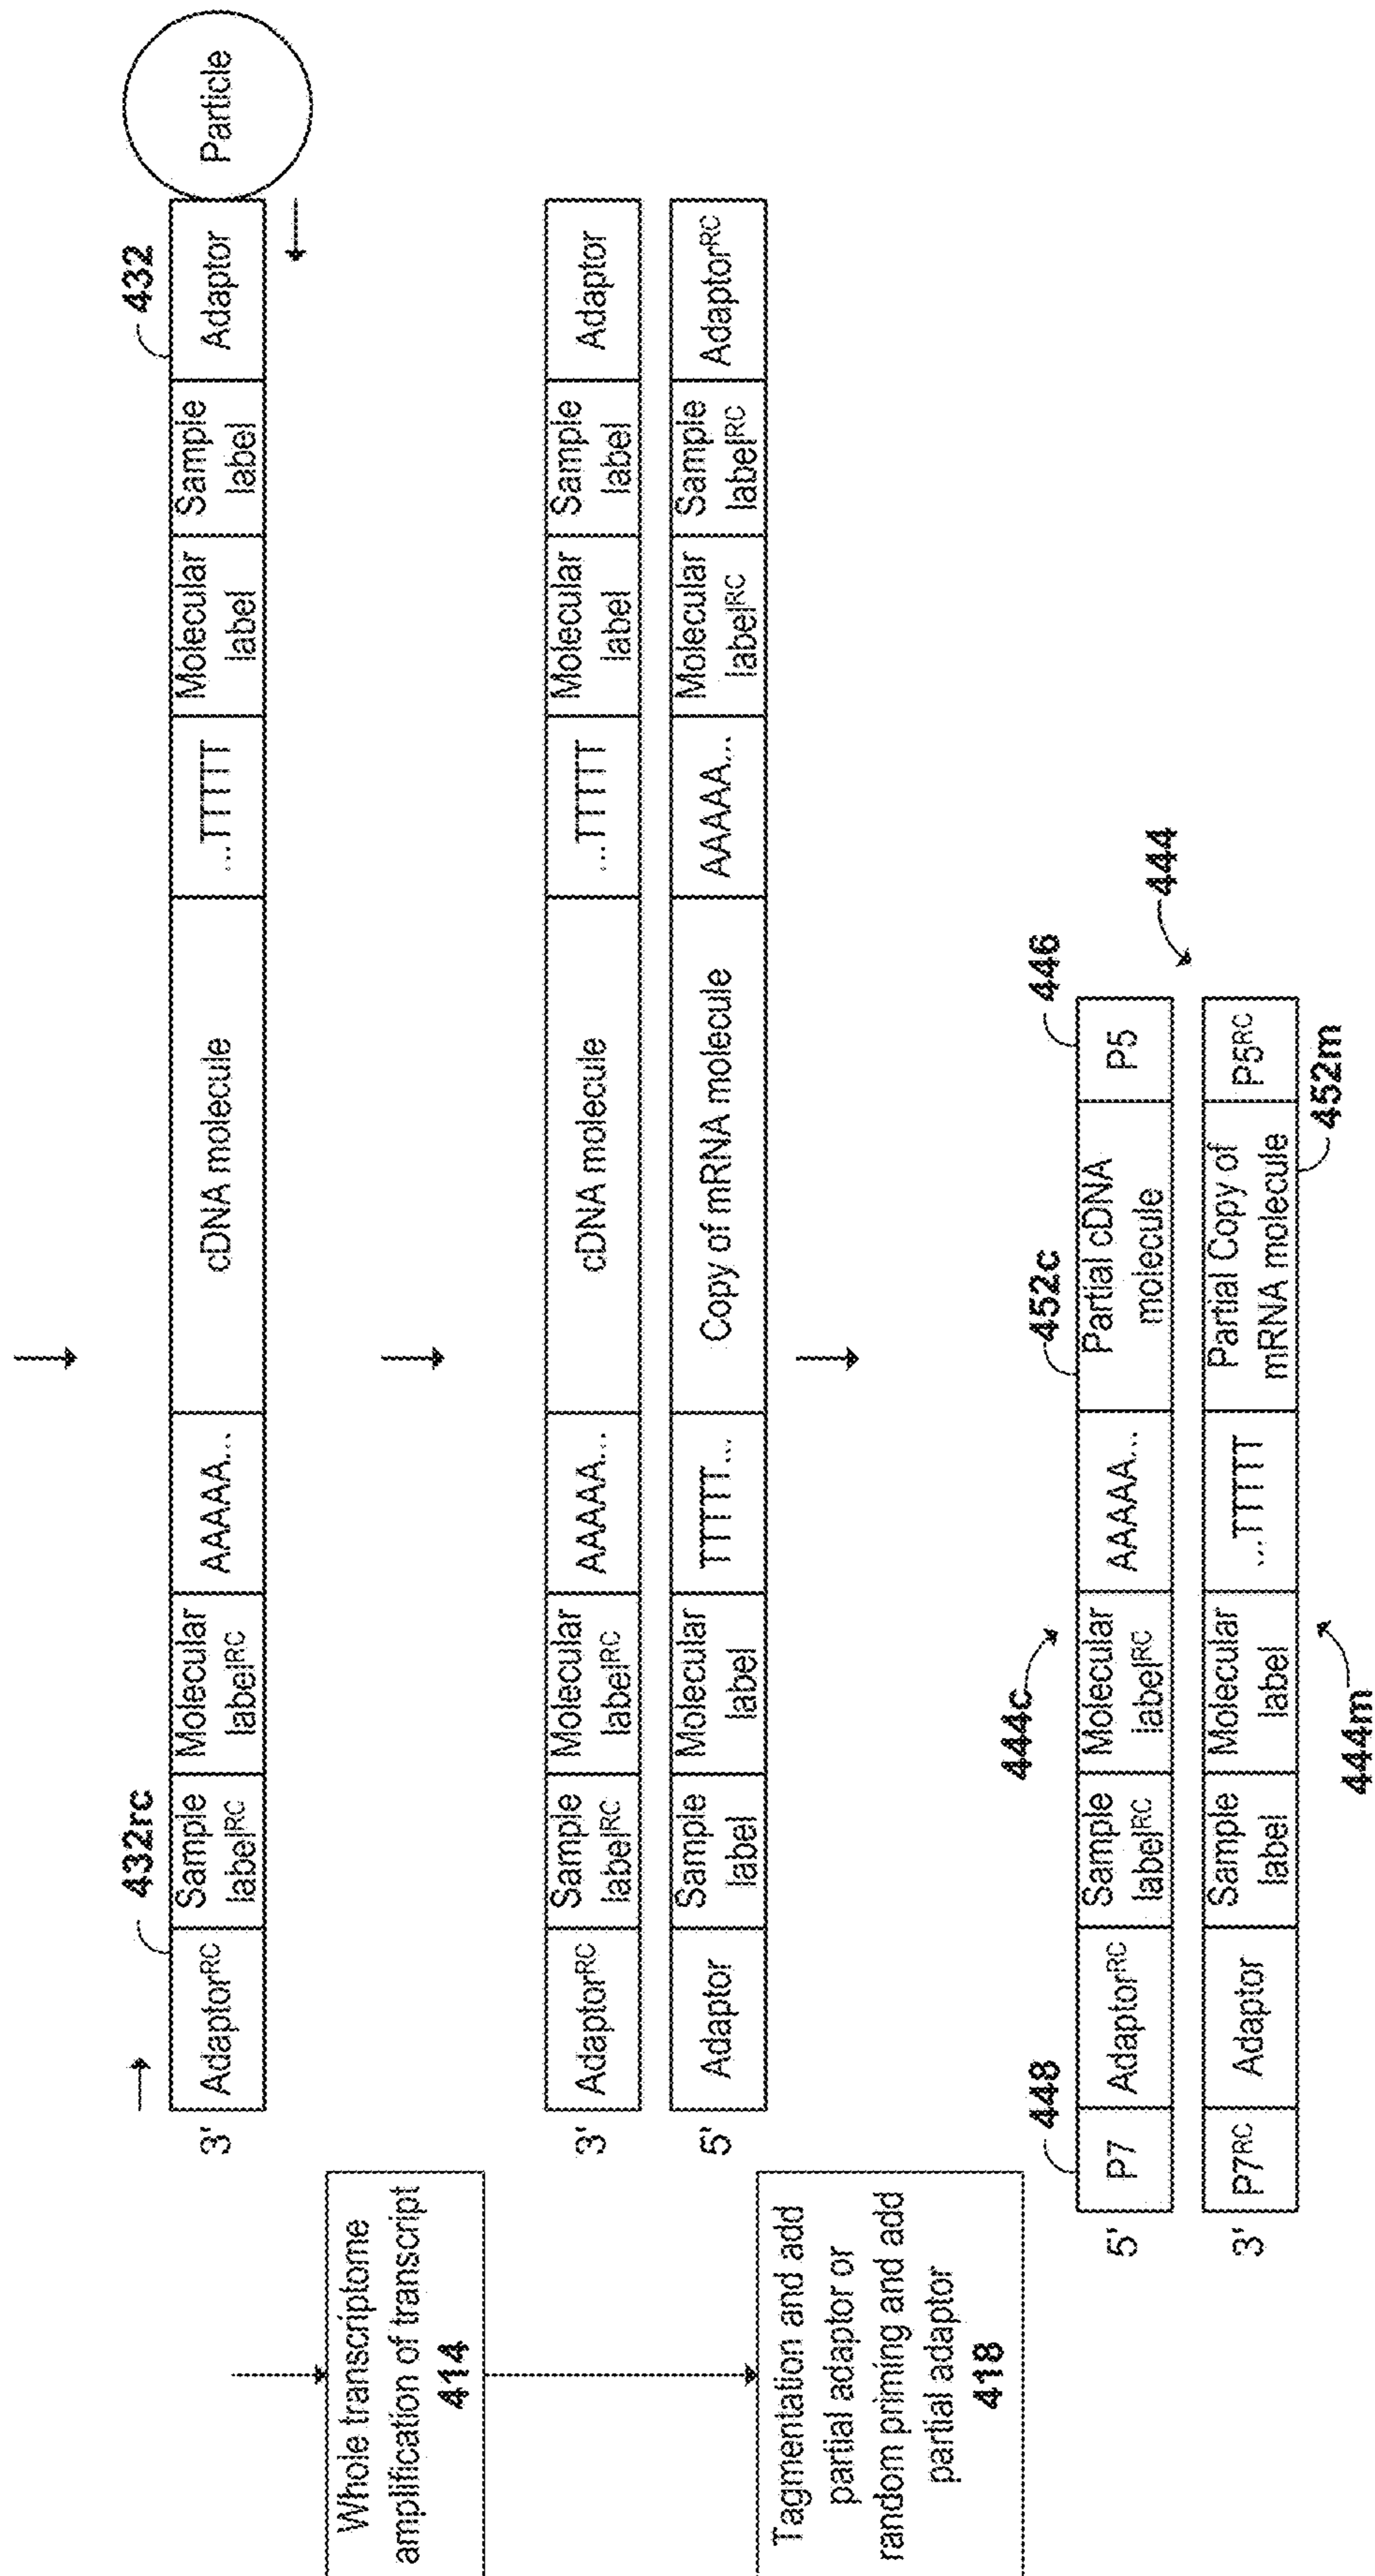 432rc
432
3'
Adaptor^RC
Sample
label^RC
Molecular
label^RC
AAAAA...
cDNA molecule
...TTTTT
Molecular
label
Sample
label
Adaptor
Particle
Whole transcriptome
amplification of transcript
414
3'
Adaptor^RC
Sample
label^RC
Molecular
label^RC
AAAAA...
cDNA molecule
...TTTTT
Molecular
label
Sample
label
Adaptor
5'
Adaptor
Sample
label
Molecular
label
TTTTT...
Copy of mRNA molecule
AAAAA...
Molecular
label^RC
Sample
label^RC
Adaptor^RC
Tagmentation and add
partial adaptor or
random priming and add
partial adaptor
418
448
444c
452c
446
444
5'
P7
Adaptor^RC
Sample
label^RC
Molecular
label^RC
AAAAA...
Partial cDNA
molecule
P5
3'
P7^RC
Adaptor
Sample
label
Molecular
label
...TTTTT
Partial Copy of
mRNA molecule
P5^RC
444m
452m